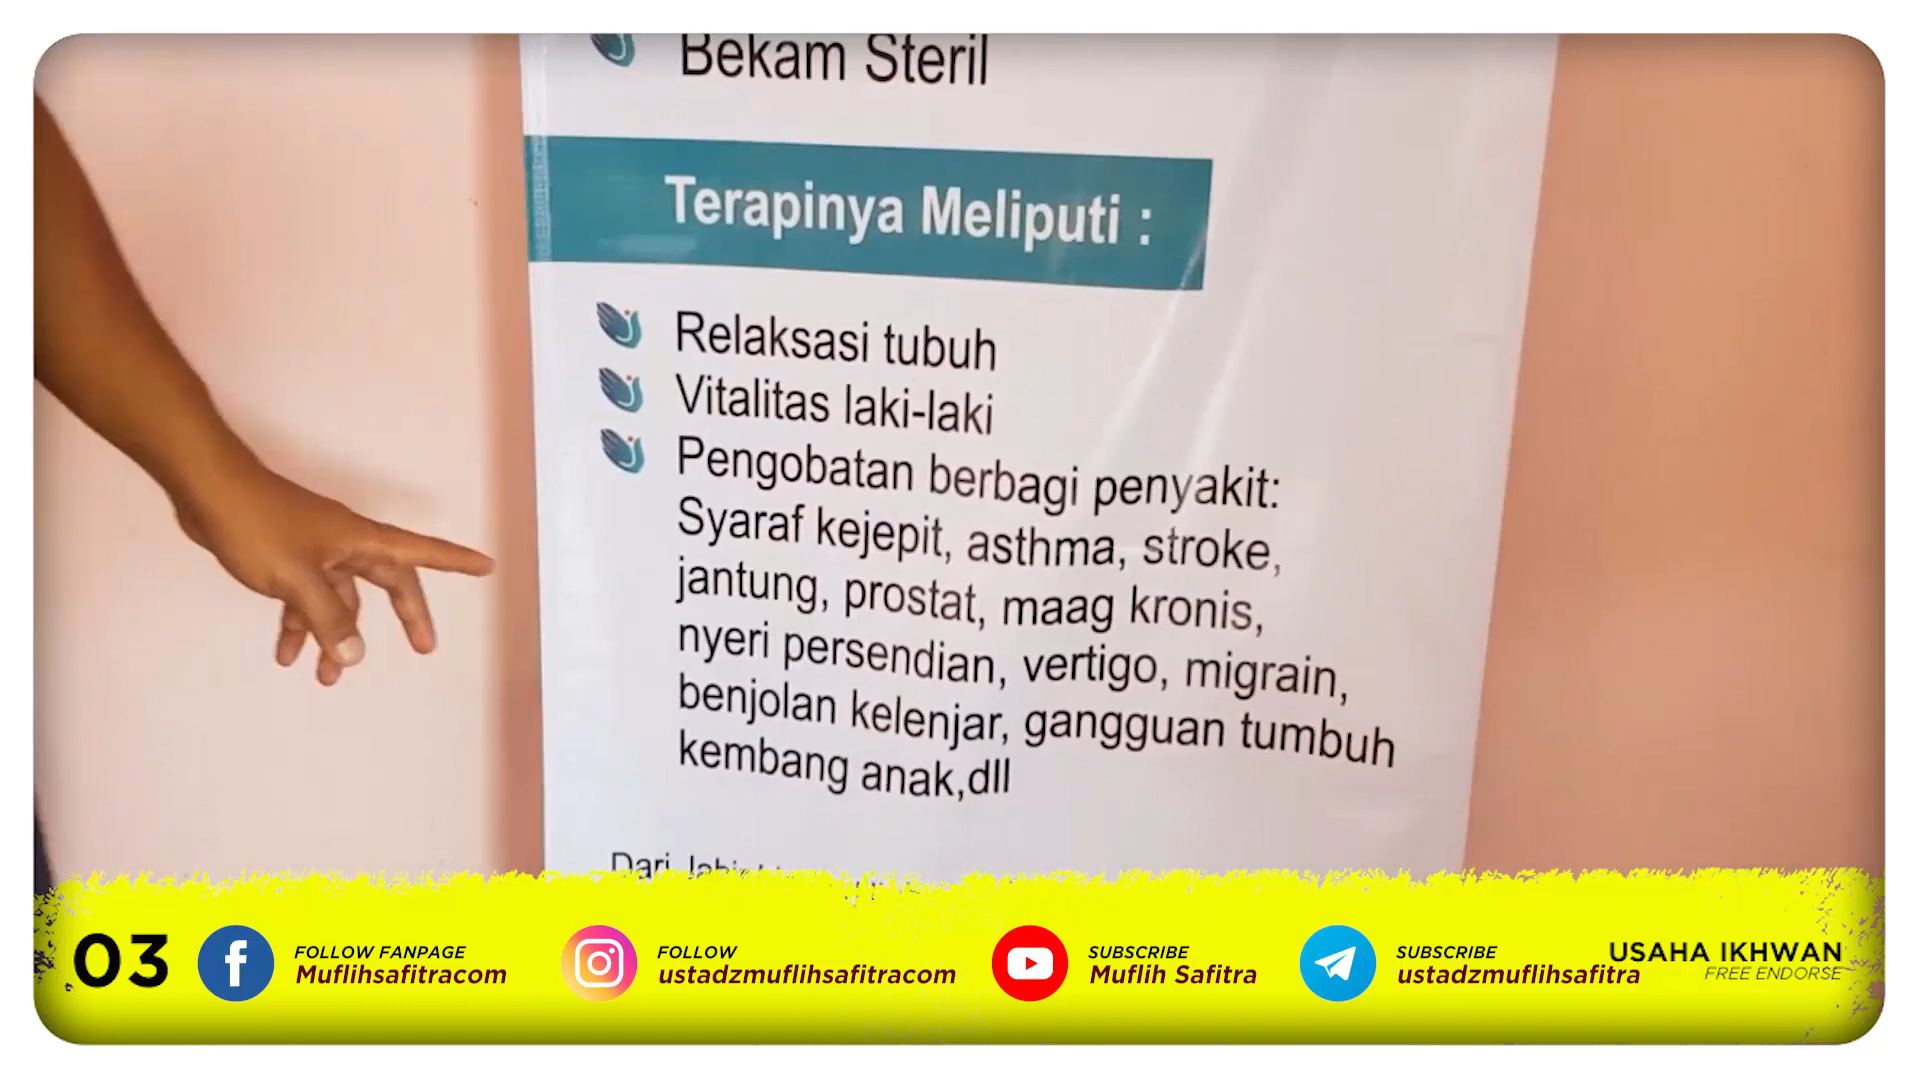 Bekam Steril
Terapinya Meliputi :
Relaksasi tubuh
Vitalitas laki-laki
Pengobatan berbagi penyakit:
Syaraf kejepit, asthma, stroke,
jantung, prostat, maag kronis,
nyeri persendian, vertigo, migrain,
benjolan kelenjar, gangguan tumbuh
kembang anak,dll
Dari
03
FOLLOW FANPAGE
Muflihsafitracom
FOLLOW
ustadzmuflihsafitracom
SUBSCRIBE
Muflih Safitra
SUBSCRIBE
ustadzmuflihsafitra
USAHA IKHWAN
FREE ENDORSE